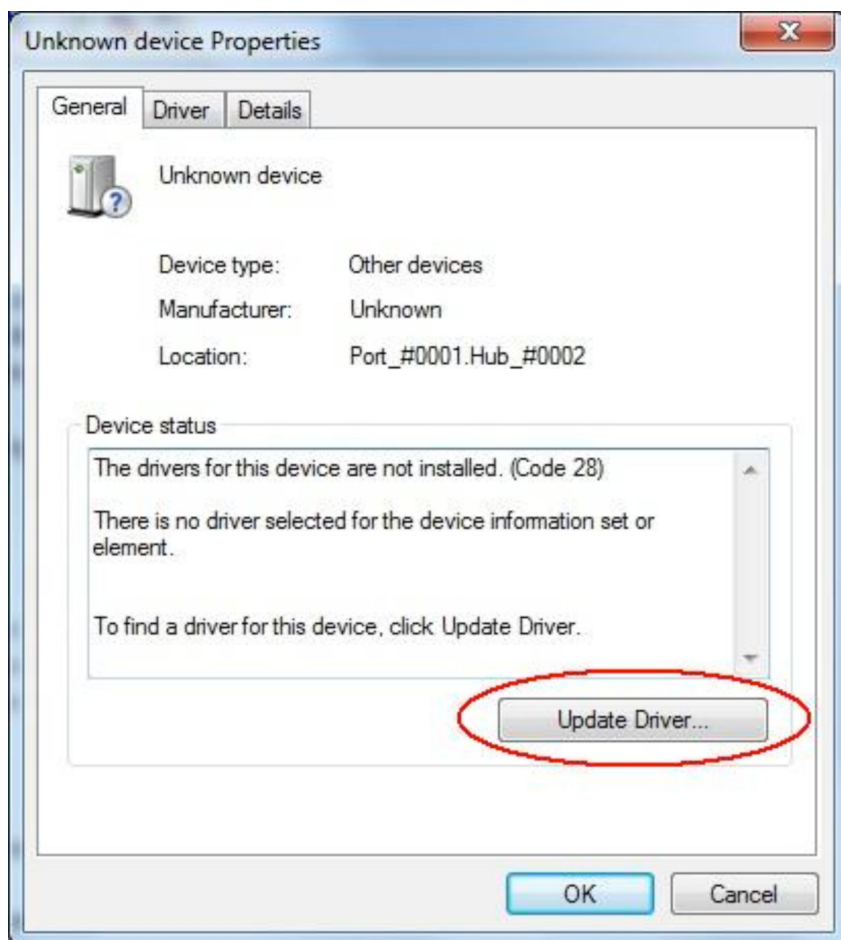 Unknown device Properties
General Driver Details
Unknown device
Device type: Other devices
Manufacturer: Unknown
Location: Port_#0001.Hub_#0002
Device status
The drivers for this device are not installed. (Code 28)
There is no driver selected for the device information set or
element.
To find a driver for this device, click Update Driver.
Update Driver...
OK Cancel